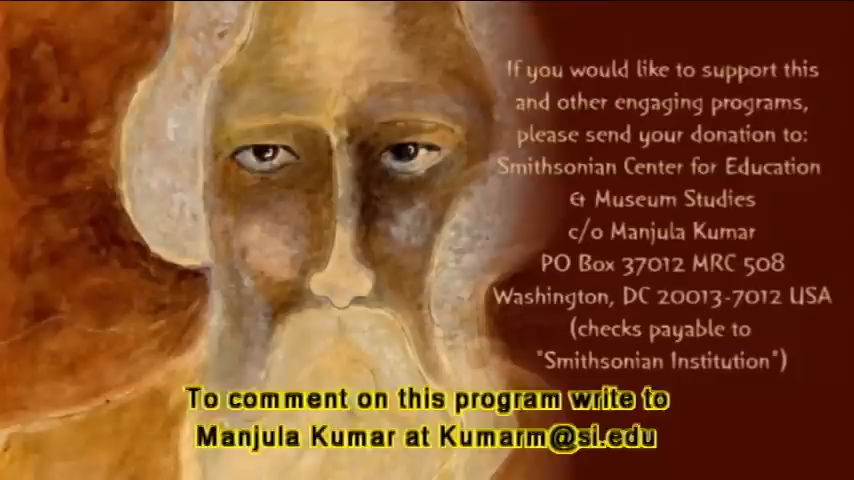 If you would like to support this
and other engaging programs,
please send your donation to:
Smithsonian Center for Education
& Museum Studies
c/o Manjula Kumar
PO Box 37012 MRC 508
Washington, DC 20013-7012 USA
(checks payable to
"Smithsonian Institution")
To comment on this program write to
Manjula Kumar at Kumarm@si.edu